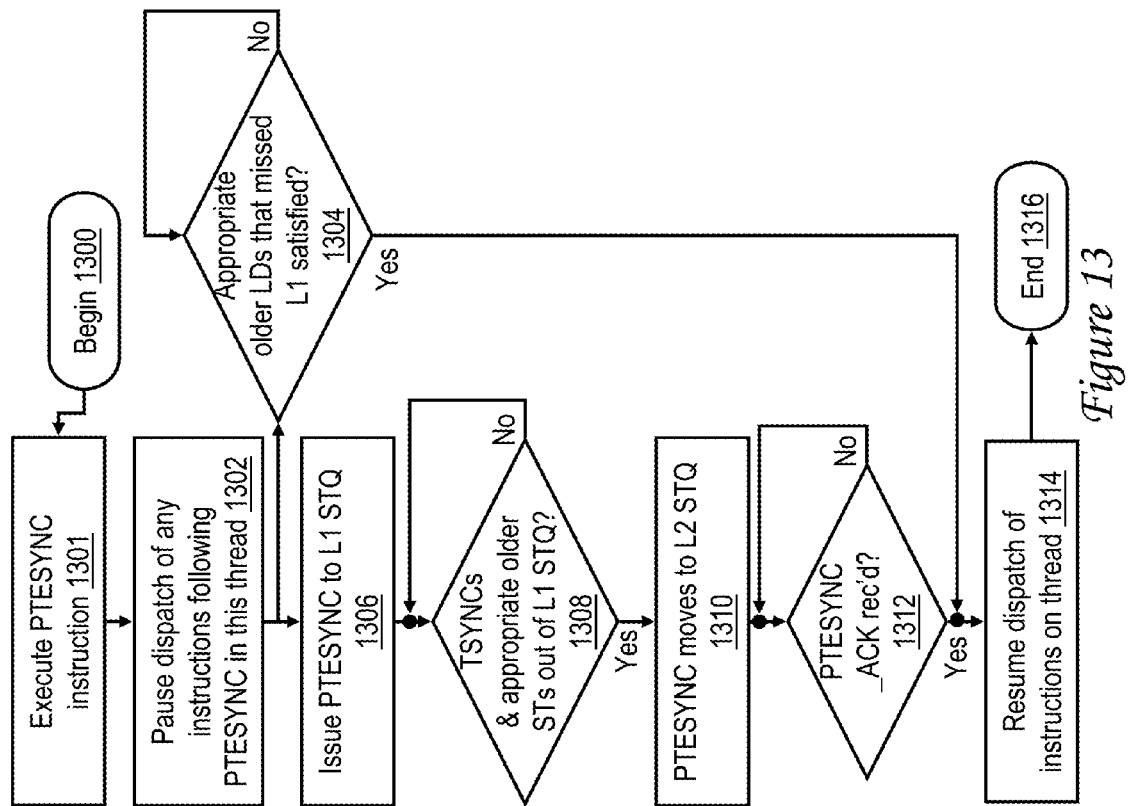 Begin 1300
Execute PTESYNC
instruction 1301
Pause dispatch of any
instructions following
PTESYNC in this thread 1302
Appropriate
older LDs that missed
L1 satisfied?
1304
No
Yes
Issue PTESYNC to L1 STQ
1306
TSYNCs
& appropriate older
STs out of L1 STQ?
1308
No
Yes
PTESYNC moves to L2 STQ
1310
PTESYNC
_ACK rec'd?
1312
No
Yes
Resume dispatch of
instructions on thread 1314
End 1316
Figure 13